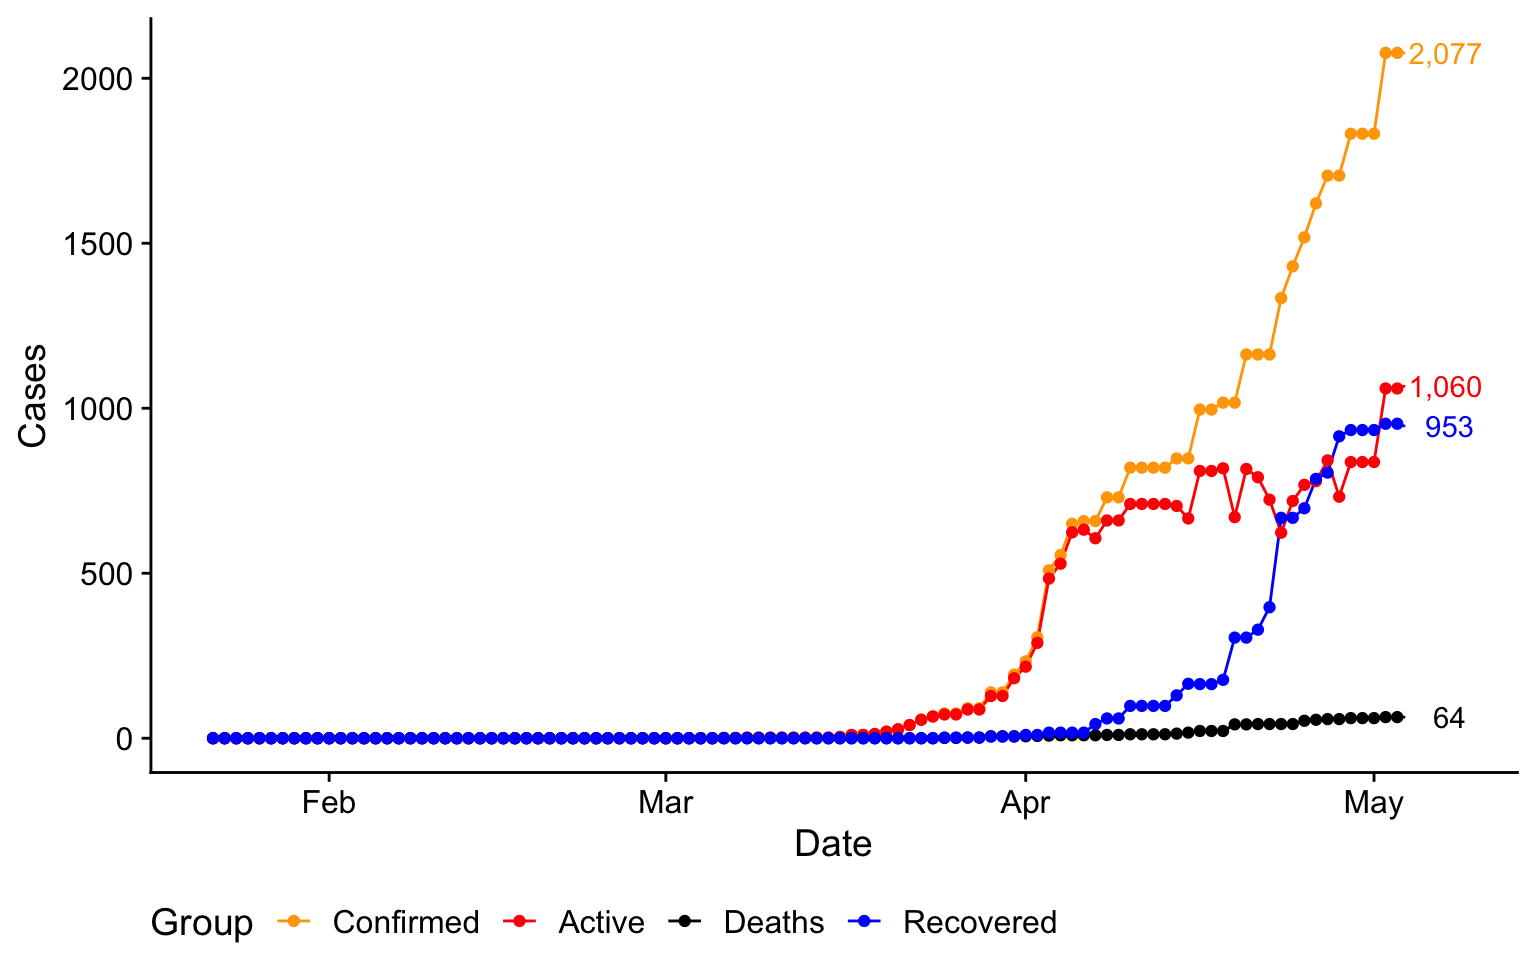 2000
1500
1000
500
0
Cases
2,077
1,060
953
64
Feb Mar Apr May
Date
Group Confirmed Active Deaths Recovered